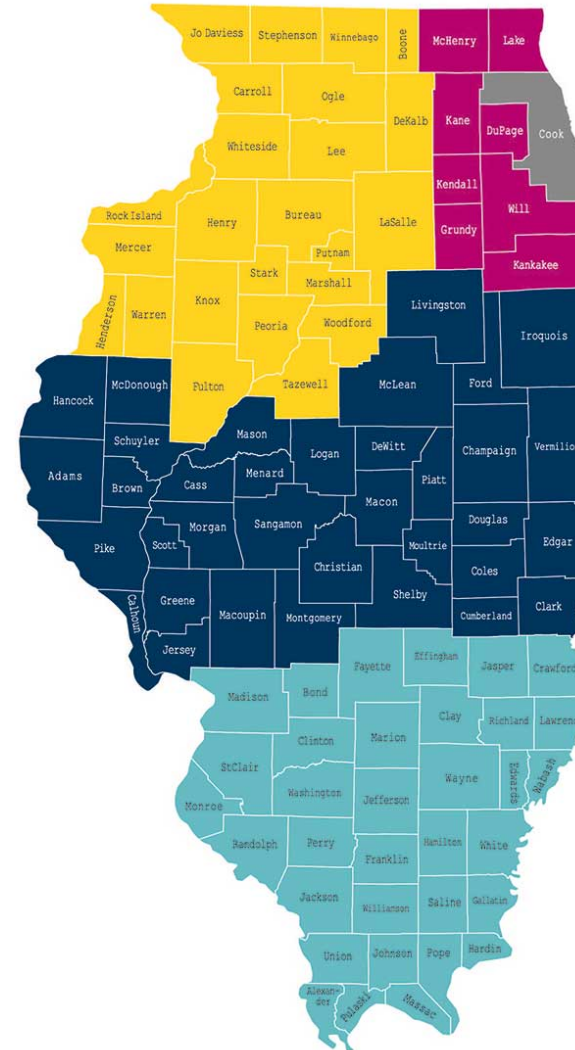 Jo Daviess
Stephenson
Winnebago
Boone
McHenry
Lake
Carroll
Ogle
DeKalb
Kane
DuPage
Cook
Whiteside
Lee
Kendall
Will
Rock Island
Henry
Bureau
LaSalle
Grundy
Mercer
Putnam
Kankakee
Stark
Marshall
Henderson
Warren
Knox
Peoria
Woodford
Livingston
Iroquois
Fulton
Tazewell
McLean
Ford
Hancock
McDonough
Mason
Logan
DeWitt
Champaign
Vermilio
Schuyler
Adams
Brown
Cass
Menard
Macon
Piatt
Pike
Scott
Morgan
Sangamon
Christian
Moultrie
Douglas
Edgar
Coles
Calhoun
Greene
Macoupin
Montgomery
Shelby
Cumberland
Clark
Jersey
Fayette
Effingham
Jasper
Crawford
Madison
Bond
Clay
Richland
Lawren
StClair
Clinton
Marion
Wayne
Edwards
Wabash
Monroe
Washington
Jefferson
Randolph
Perry
Franklin
Hamilton
White
Jackson
Williamson
Saline
Gallatin
Union
Johnson
Pope
Hardin
Alexan-
der
Pulaski
Massac